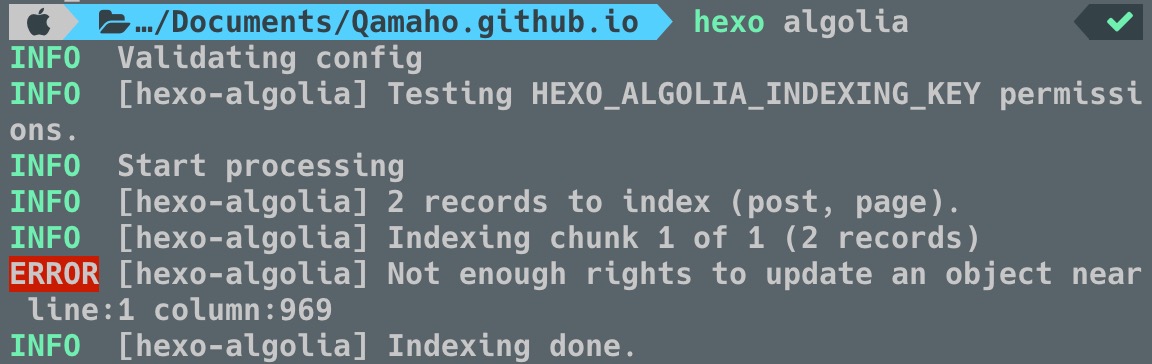 …/Documents/Qamaho.github.io hexo algolia
INFO  Validating config
INFO  [hexo-algolia] Testing HEXO_ALGOLIA_INDEXING_KEY permissi
ons.
INFO  Start processing
INFO  [hexo-algolia] 2 records to index (post, page).
INFO  [hexo-algolia] Indexing chunk 1 of 1 (2 records)
ERROR [hexo-algolia] Not enough rights to update an object near
 line:1 column:969
INFO  [hexo-algolia] Indexing done.